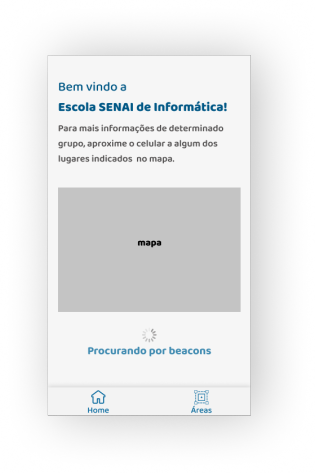 Bem vindo a
Escola SENAI de Informática!
Para mais informações de determinado
grupo, aproxime o celular a algum dos
lugares indicados no mapa.
mapa
Procurando por beacons
Home
Áreas